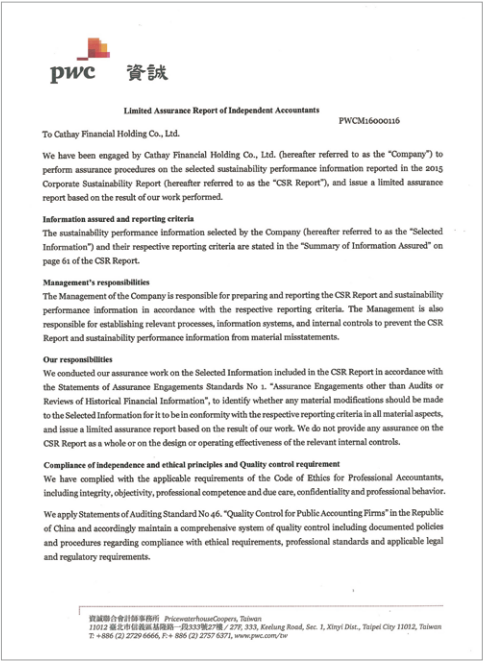 pwc 資誠
Limited Assurance Report of Independent Accountants
PWCM16000116
To Cathay Financial Holding Co., Ltd.
We have been engaged by Cathay Financial Holding Co., Ltd. (hereafter referred to as the “Company”) to
perform assurance procedures on the selected sustainability performance information reported in the 2015
Corporate Sustainability Report (hereafter referred to as the “CSR Report”), and issue a limited assurance
report based on the result of our work performed.
Information assured and reporting criteria
The sustainability performance information selected by the Company (hereafter referred to as the “Selected
Information”) and their respective reporting criteria are stated in the “Summary of Information Assured” on
page 61 of the CSR Report.
Management’s responsibilities
The Management of the Company is responsible for preparing and reporting the CSR Report and sustainability
performance information in accordance with the respective reporting criteria. The Management is also
responsible for establishing relevant processes, information systems, and internal controls to prevent the CSR
Report and sustainability performance information from material misstatements.
Our responsibilities
We conducted our assurance work on the Selected Information included in the CSR Report in accordance with
the Statements of Assurance Engagements Standards No 1. “Assurance Engagements other than Audits or
Reviews of Historical Financial Information”, to identify whether any material modifications should be made
to the Selected Information for it to be in conformity with the respective reporting criteria in all material aspects,
and issue a limited assurance report based on the result of our work. We do not provide any assurance on the
CSR Report as a whole or on the design or operating effectiveness of the relevant internal controls.
Compliance of independence and ethical principles and Quality control requirement
We have complied with the applicable requirements of the Code of Ethics for Professional Accountants,
including integrity, objectivity, professional competence and due care, confidentiality and professional behavior.
We apply Statements of Auditing Standard No 46. “Quality Control for Public Accounting Firms” in the Republic
of China and accordingly maintain a comprehensive system of quality control including documented policies
and procedures regarding compliance with ethical requirements, professional standards and applicable legal
and regulatory requirements.
資誠聯合會計師事務所 PricewaterhouseCoopers, Taiwan
11012 臺北市信義區基隆路一段333號27樓 / 27F, 333, Keelung Road, Sec. 1, Xinyi Dist., Taipei City 11012, Taiwan
T: +886 (2) 2729 6666, F:+ 886 (2) 2757 6371, www.pwc.com/tw